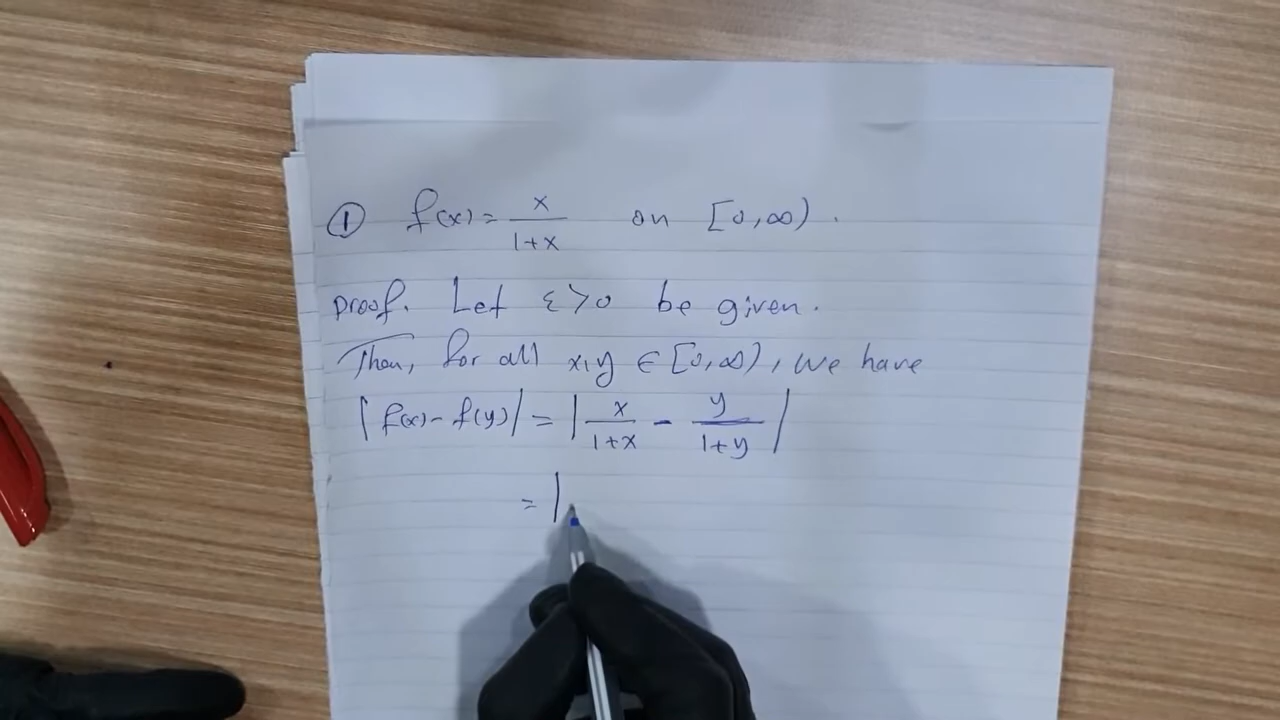 ① f(x) = x/(1+x) on [0,∞).
proof. Let ε>0 be given.
Then, for all x,y ∈ [0,∞), we have
|f(x)-f(y)| = |x/(1+x) - y/(1+y)|
= |